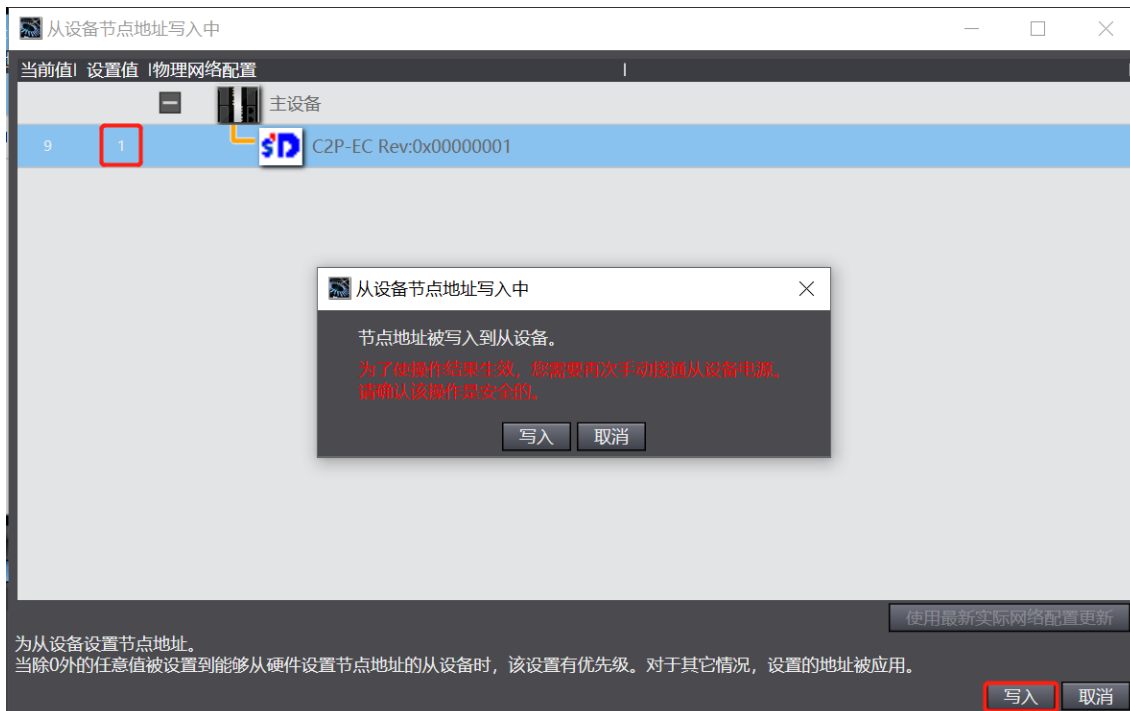 从设备节点地址写入中
当前值 设置值 物理网络配置
主设备
9 1 C2P-EC Rev:0x00000001
从设备节点地址写入中
节点地址被写入到从设备。
为了使操作结果生效，您需要再次手动接通从设备电源。
请确认该操作是安全的。
写入 取消
使用最新实际网络配置更新
为从设备设置节点地址。
当除0外的任意值被设置到能够从硬件设置节点地址的从设备时，该设置有优先级。对于其它情况，设置的地址被应用。
写入 取消